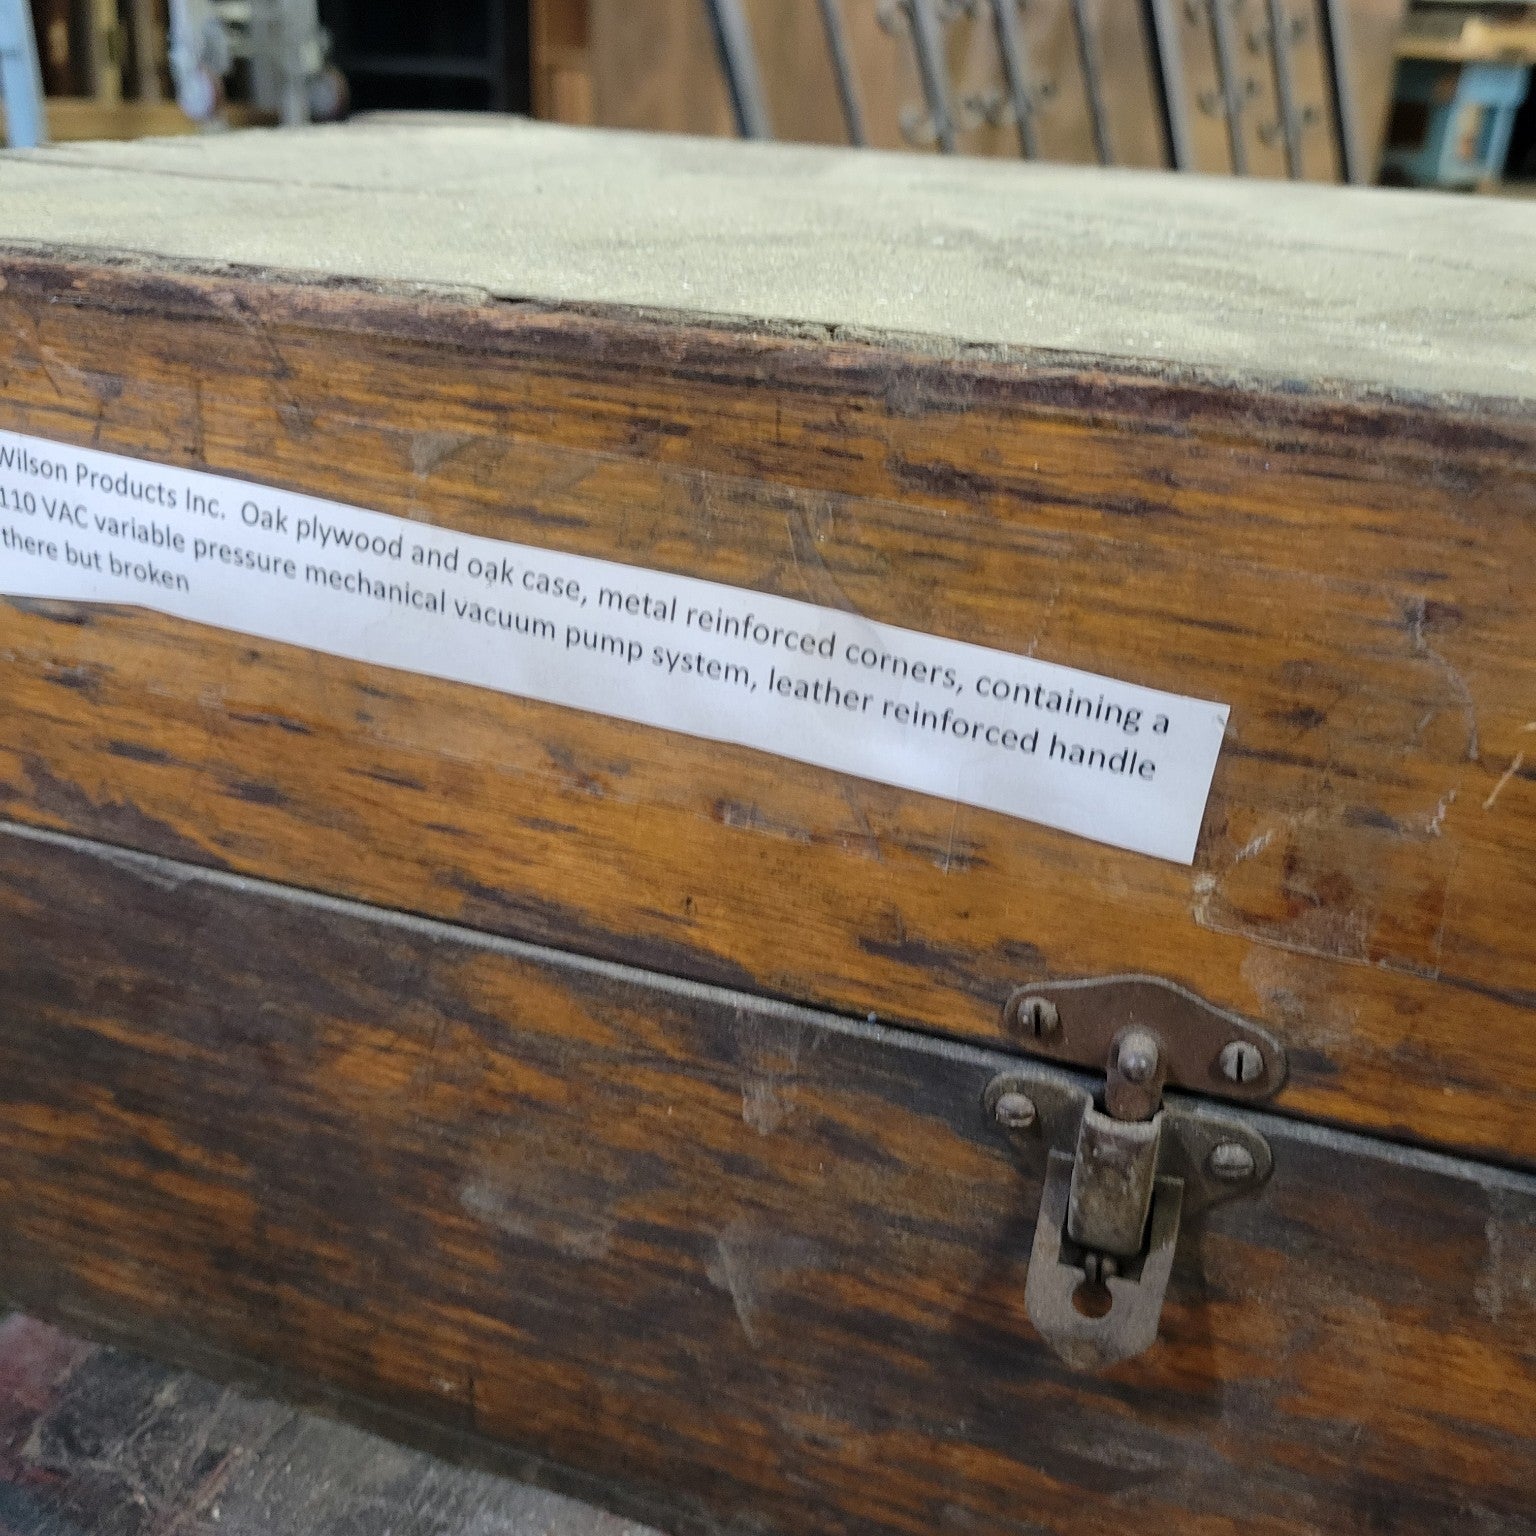 Wilson Products Inc. Oak plywood and oak case, metal reinforced corners, containing a
110 VAC variable pressure mechanical vacuum pump system, leather reinforced handle
there but broken